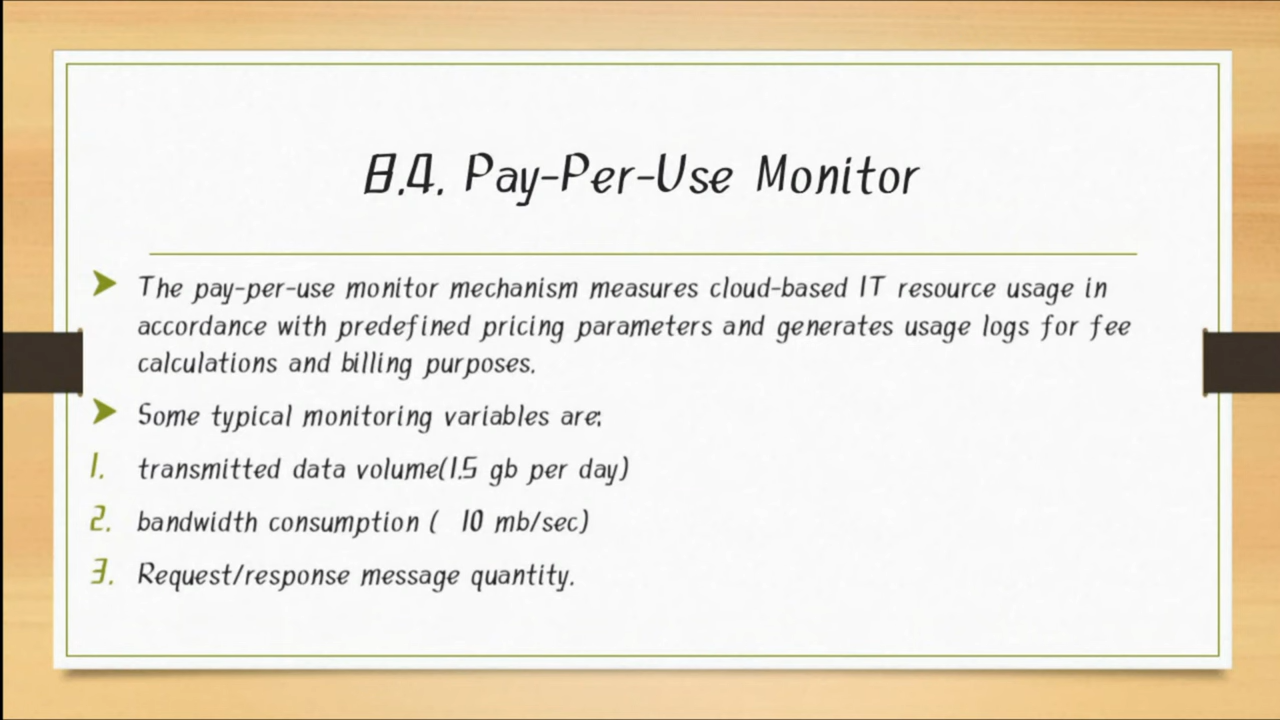 8.4. Pay-Per-Use Monitor
The pay-per-use monitor mechanism measures cloud-based IT resource usage in
accordance with predefined pricing parameters and generates usage logs for fee
calculations and billing purposes.
Some typical monitoring variables are:
1. transmitted data volume(1.5 gb per day)
2. bandwidth consumption ( 10 mb/sec)
3. Request/response message quantity.